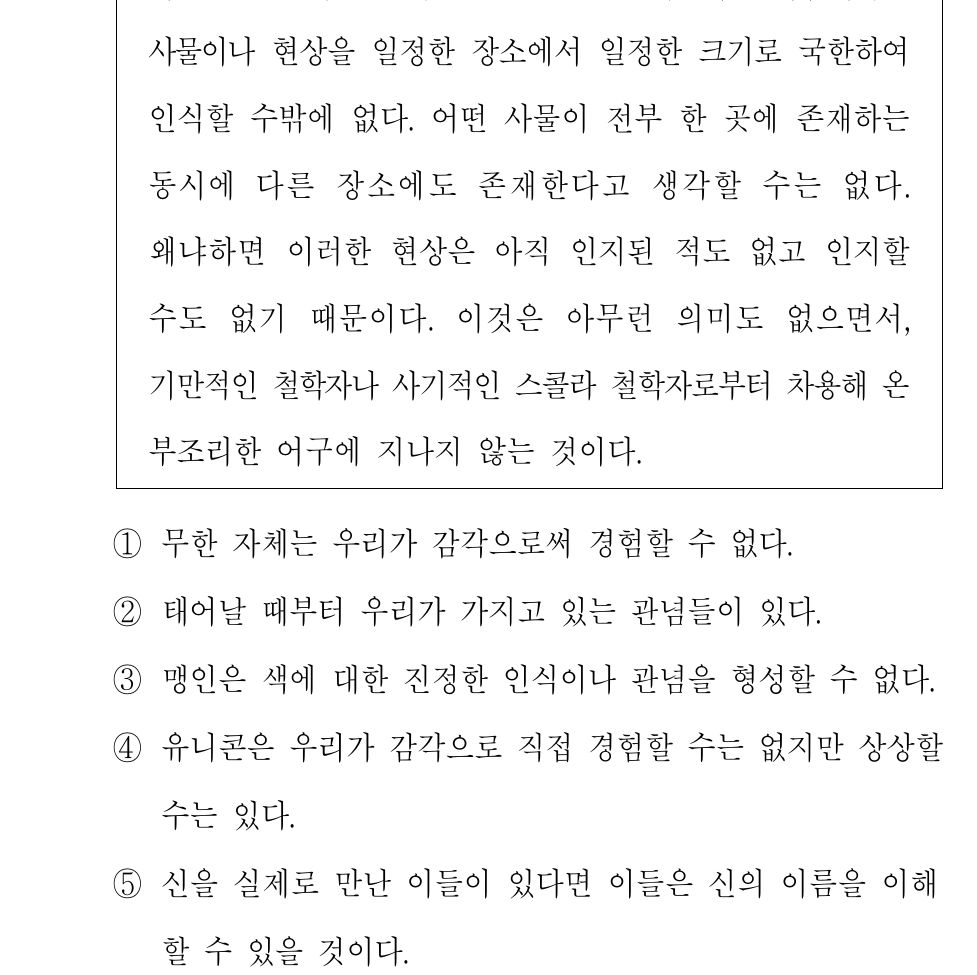 사물이나 현상을 일정한 장소에서 일정한 크기로 국한하여
인식할 수밖에 없다. 어떤 사물이 전부 한 곳에 존재하는
동시에 다른 장소에도 존재한다고 생각할 수는 없다.
왜냐하면 이러한 현상은 아직 인지된 적도 없고 인지할
수도 없기 때문이다. 이것은 아무런 의미도 없으면서,
기만적인 철학자나 사기적인 스콜라 철학자로부터 차용해 온
부조리한 어구에 지나지 않는 것이다.
① 무한 자체는 우리가 감각으로써 경험할 수 없다.
② 태어날 때부터 우리가 가지고 있는 관념들이 있다.
③ 맹인은 색에 대한 진정한 인식이나 관념을 형성할 수 없다.
④ 유니콘은 우리가 감각으로 직접 경험할 수는 없지만 상상할
수는 있다.
⑤ 신을 실제로 만난 이들이 있다면 이들은 신의 이름을 이해
할 수 있을 것이다.